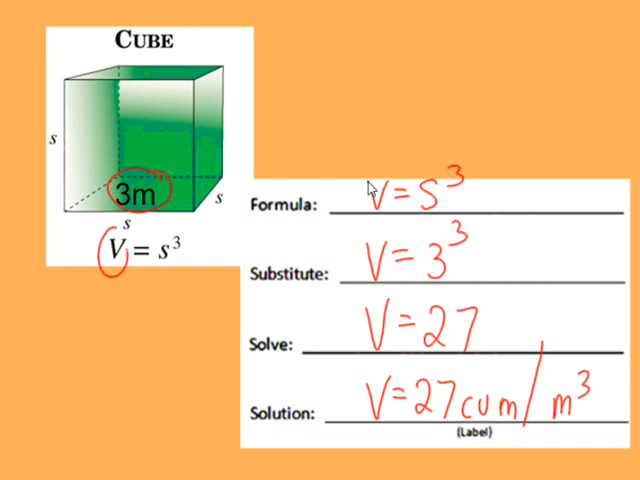 CUBE
s
3m
s
s
V = s³
Formula: V = S³
Substitute: V = 3³
Solve: V = 27
Solution: V = 27 cu m / m³
(Label)